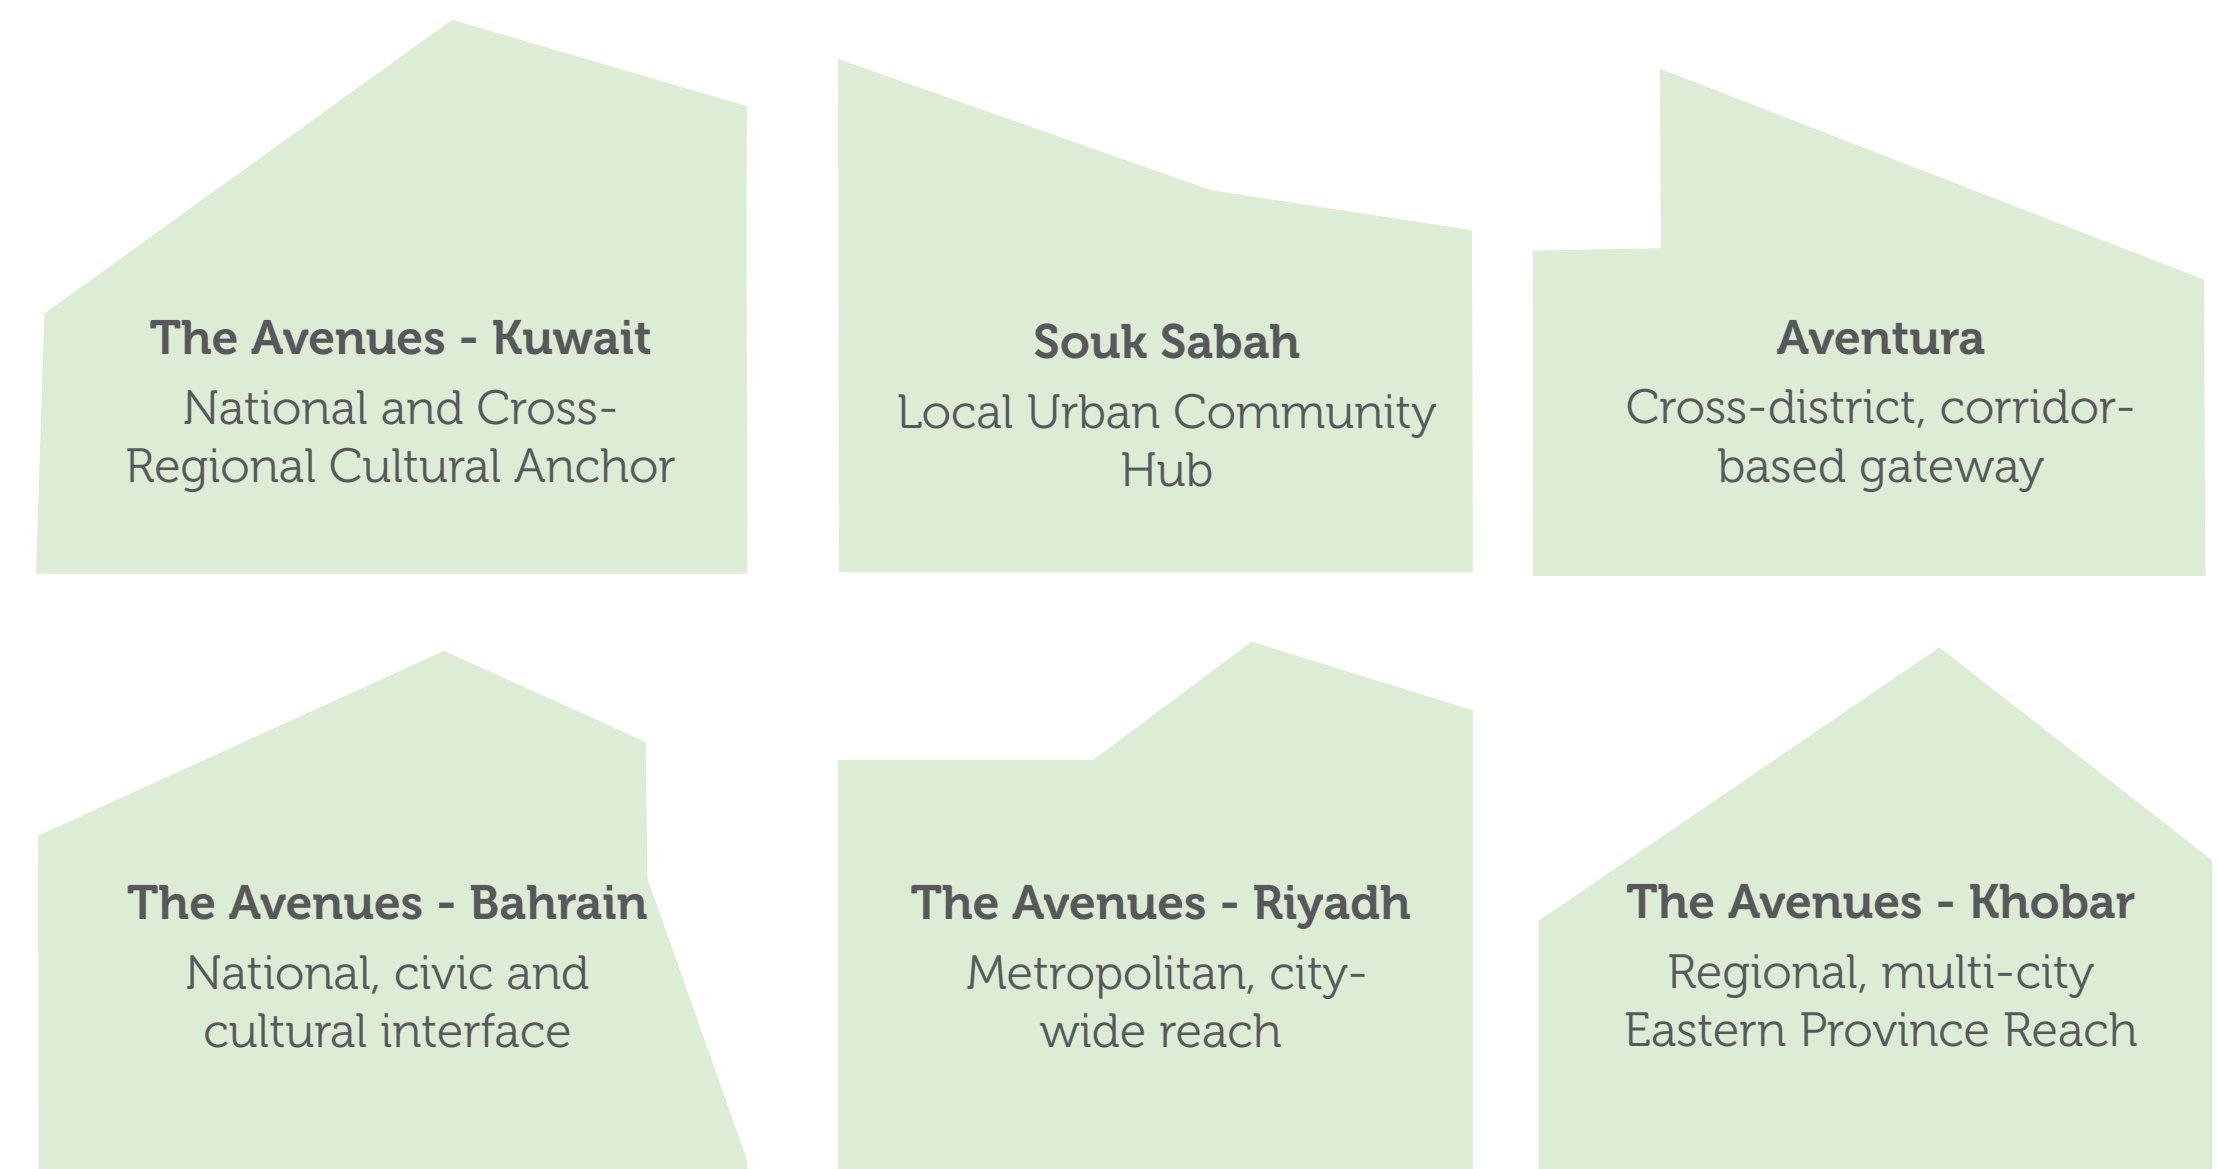 The Avenues - Kuwait
National and Cross-
Regional Cultural Anchor
Souk Sabah
Local Urban Community
Hub
Aventura
Cross-district, corridor-
based gateway
The Avenues - Bahrain
National, civic and
cultural interface
The Avenues - Riyadh
Metropolitan, city-
wide reach
The Avenues - Khobar
Regional, multi-city
Eastern Province Reach